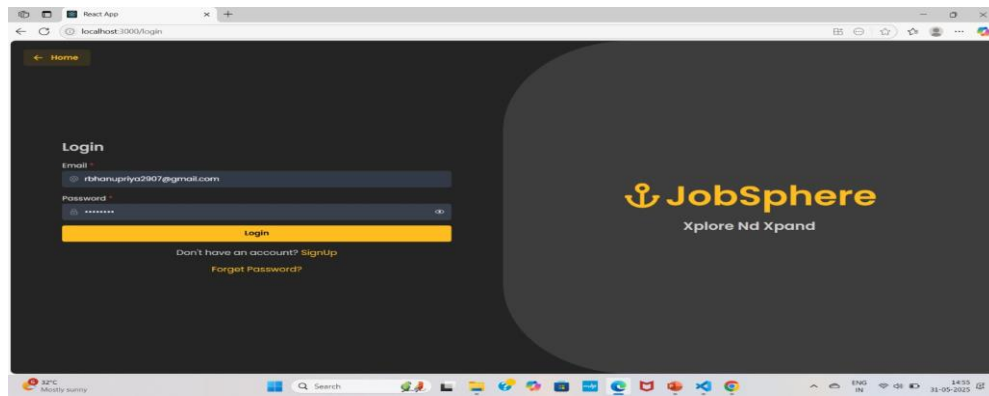 React App
localhost:3000/login
← Home
Login
Email *
rbhanupriya2907@gmail.com
Password *
••••••••
Login
Don't have an account? SignUp
Forget Password?
JobSphere
Xplore Nd Xpand
32°C
Mostly sunny
Search
ENG
IN
14:55
31-05-2025